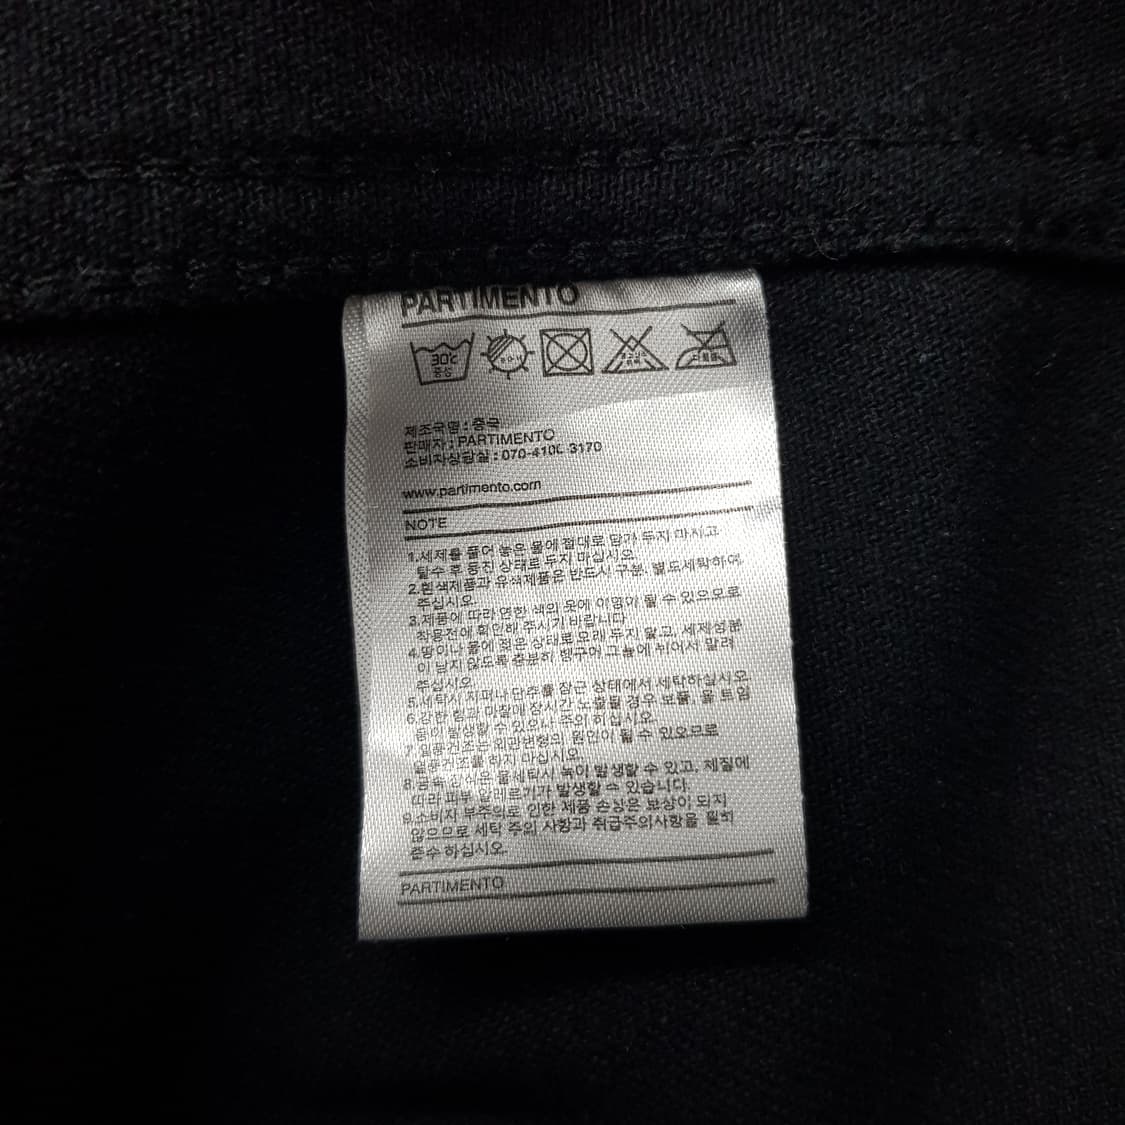 PARTIMENTO
30℃
중성
제조국명 : 중국
판매자 : PARTIMENTO
소비자상담실 : 070-410 3170
www.partimento.com
NOTE
1.세제를 풀어 놓은 물에 절대로 담가 두지 마시고
탈수 후 뭉친 상태로 두지 마십시오
2.흰색제품과 유색제품은 반드시 구분, 별도세탁하여
주십시오
3.제품에 따라 연한 색의 옷에 이염이 될 수 있으므로
착용전에 확인해 주시기 바랍니다
4.땀이나 물에 젖은 상태로 오래 두지 말고, 세제성분
이 남지 않도록 충분히 헹구어 그늘에 뉘어서 말려
주십시오
5.세탁시 지퍼나 단추를 잠근 상태에서 세탁하십시오
6.강한 힘과 마찰에 장시간 노출될 경우 보풀, 올 트임
등이 발생할 수 있으니 주의 하십시오
7.열풍건조는 외관변형의 원인이 될 수 있으므로
열풍건조를 하지 마십시오
8.금속 장식은 물세탁시 녹이 발생할 수 있고, 체질에
따라 피부 알레르기가 발생할 수 있습니다
9.소비자 부주의로 인한 제품 손상은 보상이 되지
않으므로 세탁 주의 사항과 취급주의사항을 필히
준수 하십시오.
PARTIMENTO